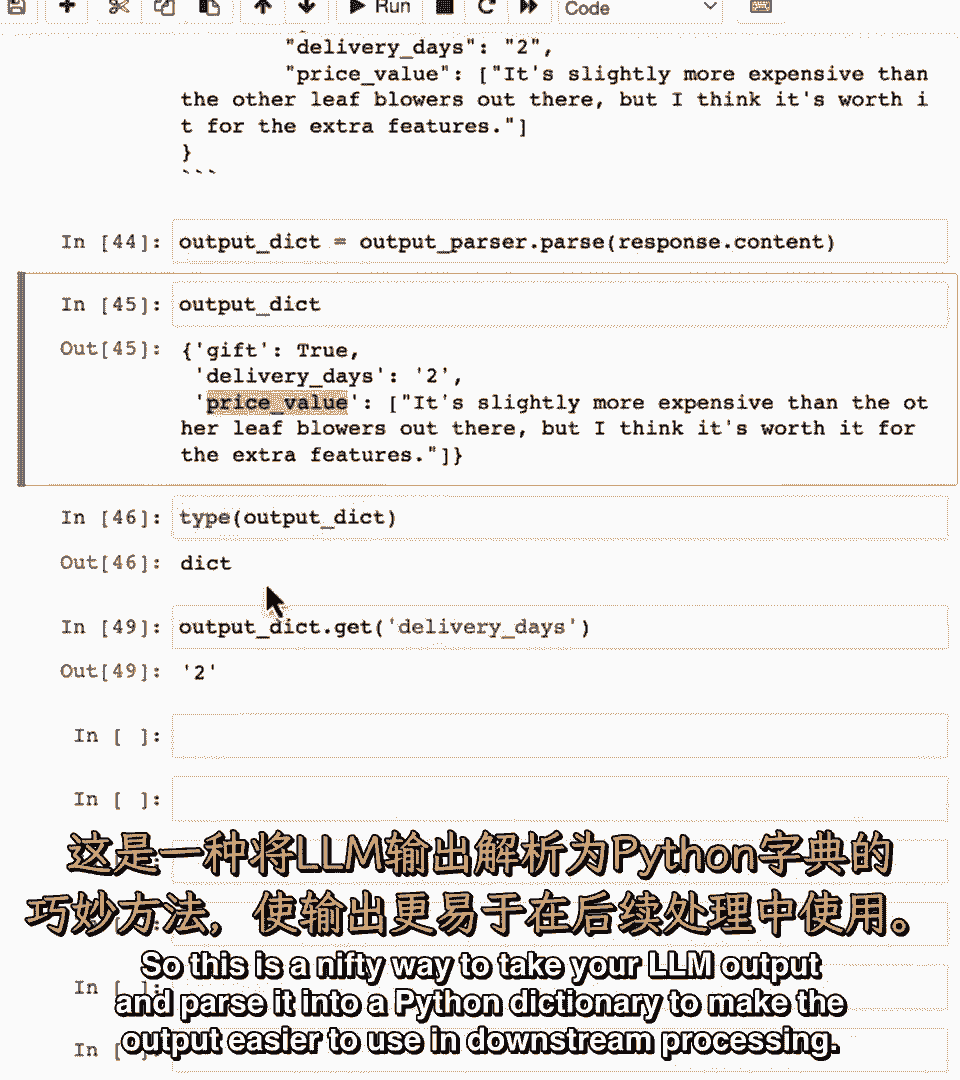 Run
Code
"delivery_days": "2",
"price_value": ["It's slightly more expensive than
the other leaf blowers out there, but I think it's worth i
t for the extra features."]
}
```
In [44]: output_dict = output_parser.parse(response.content)
In [45]: output_dict
Out[45]: {'gift': True,
'delivery_days': '2',
'price_value': ["It's slightly more expensive than the ot
her leaf blowers out there, but I think it's worth it for
the extra features."]}
In [46]: type(output_dict)
Out[46]: dict
In [49]: output_dict.get('delivery_days')
Out[49]: '2'
In [ ]:
In [ ]:
这是一种将LLM输出解析为Python字典的
巧妙方法，使输出更易于在后续处理中使用。
So this is a nifty way to take your LLM output
In [ ]:
and parse it into a Python dictionary to make the
output easier to use in downstream processing.
In [